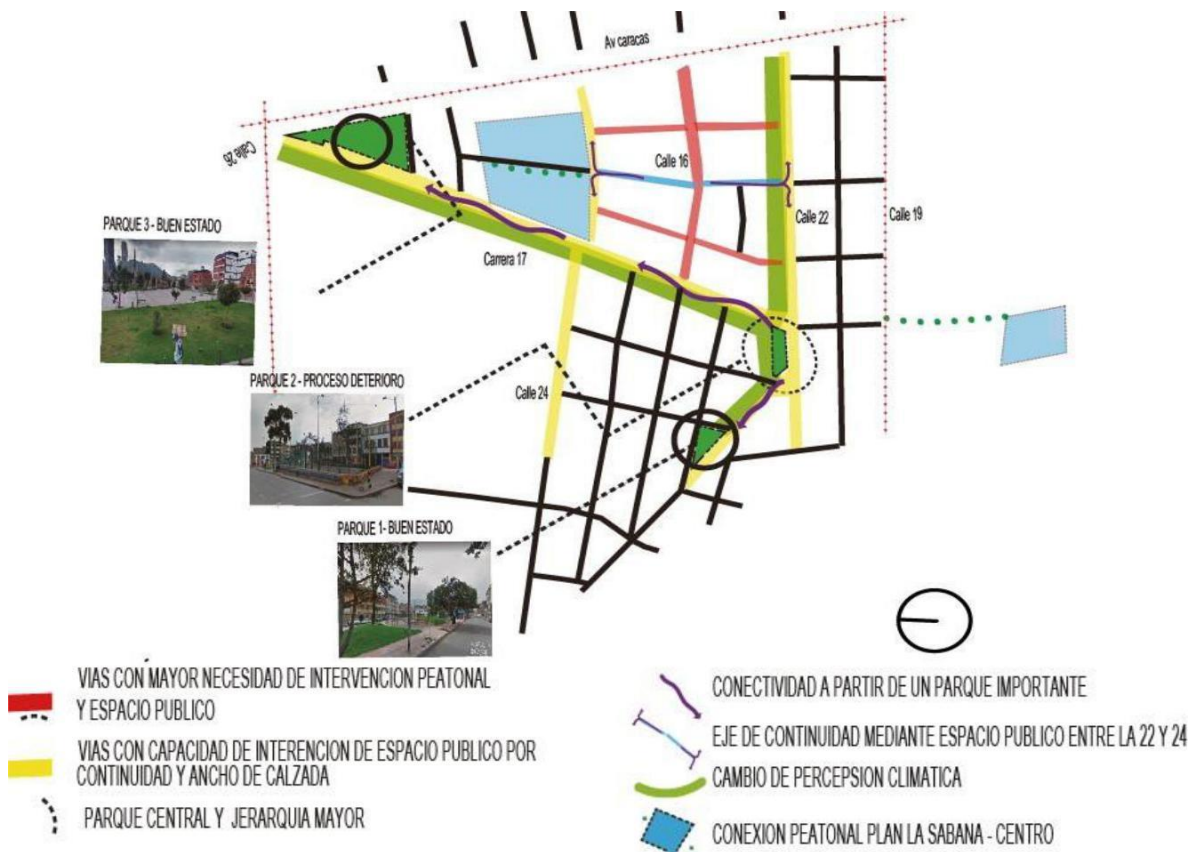 Av caracas
Calle 26
Calle 16
Calle 22
Calle 19
PARQUE 3 - BUEN ESTADO
Carrera 17
PARQUE 2 - PROCESO DETERIORO
Calle 24
PARQUE 1- BUEN ESTADO
VIAS CON MAYOR NECESIDAD DE INTERVENCION PEATONAL
Y ESPACIO PUBLICO
VIAS CON CAPACIDAD DE INTERENCION DE ESPACIO PUBLICO POR
CONTINUIDAD Y ANCHO DE CALZADA
PARQUE CENTRAL Y JERARQUIA MAYOR
CONECTIVIDAD A PARTIR DE UN PARQUE IMPORTANTE
EJE DE CONTINUIDAD MEDIANTE ESPACIO PUBLICO ENTRE LA 22 Y 24
CAMBIO DE PERCEPSION CLIMATICA
CONEXION PEATONAL PLAN LA SABANA - CENTRO